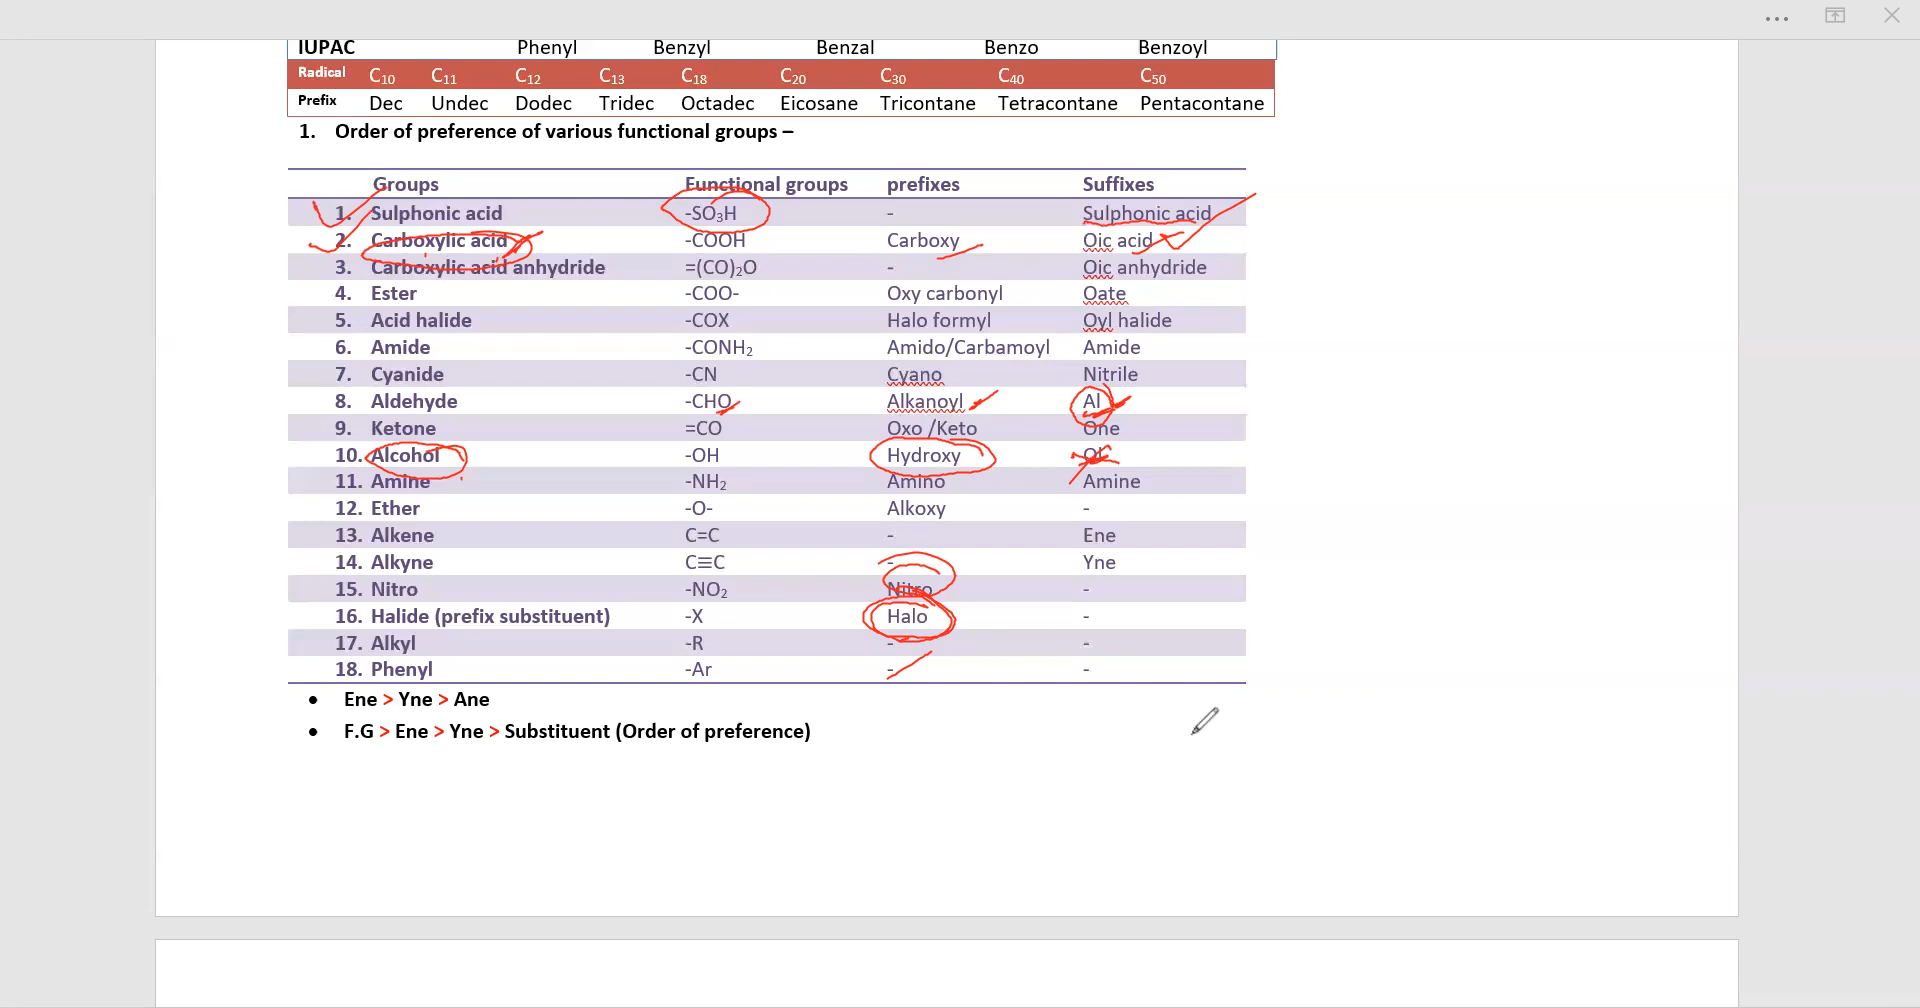 IUPAC Phenyl Benzyl Benzal Benzo Benzoyl
Radical C10 C11 C12 C13 C18 C20 C30 C40 C50
Prefix Dec Undec Dodec Tridec Octadec Eicosane Tricontane Tetracontane Pentacontane
1. Order of preference of various functional groups –
Groups Functional groups prefixes Suffixes
1. Sulphonic acid -SO₃H - Sulphonic acid
2. Carboxylic acid -COOH Carboxy Oic acid
3. Carboxylic acid anhydride =(CO)₂O - Oic anhydride
4. Ester -COO- Oxy carbonyl Oate
5. Acid halide -COX Halo formyl Oyl halide
6. Amide -CONH₂ Amido/Carbamoyl Amide
7. Cyanide -CN Cyano Nitrile
8. Aldehyde -CHO Alkanoyl Al
9. Ketone =CO Oxo /Keto One
10. Alcohol -OH Hydroxy Ol
11. Amine -NH₂ Amino Amine
12. Ether -O- Alkoxy -
13. Alkene C=C - Ene
14. Alkyne C≡C - Yne
15. Nitro -NO₂ Nitro -
16. Halide (prefix substituent) -X Halo -
17. Alkyl -R - -
18. Phenyl -Ar - -
• Ene > Yne > Ane
• F.G > Ene > Yne > Substituent (Order of preference)